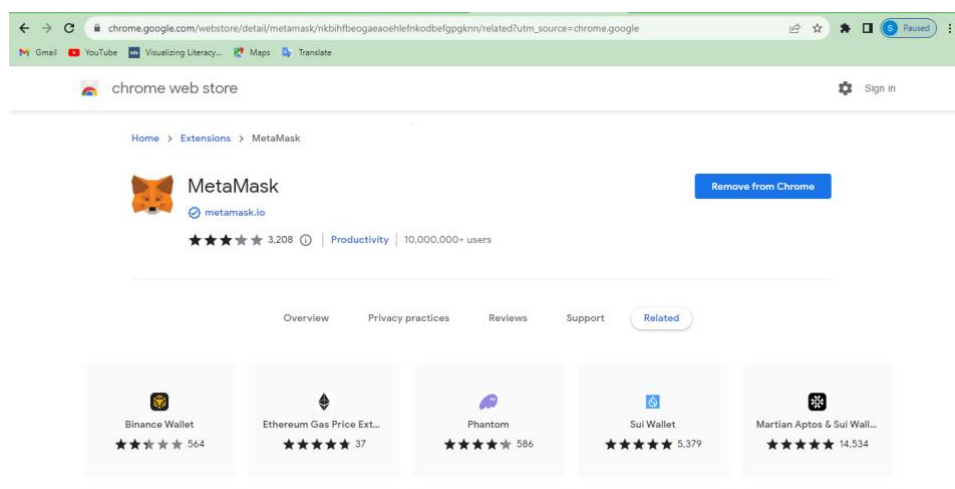 chrome.google.com/webstore/detail/metamask/nkbihfbeogaeaoehlefnkodbefgpgknn/related?utm_source=chrome.google
S Paused
Gmail YouTube Visualizing Literacy... Maps Translate
chrome web store Sign in
Home > Extensions > MetaMask
MetaMask
Remove from Chrome
metamask.io
3,208 Productivity 10,000,000+ users
Overview Privacy practices Reviews Support Related
Binance Wallet Ethereum Gas Price Ext... Phantom Sui Wallet Martian Aptos & Sui Wall...
564 37 586 5,379 14,534